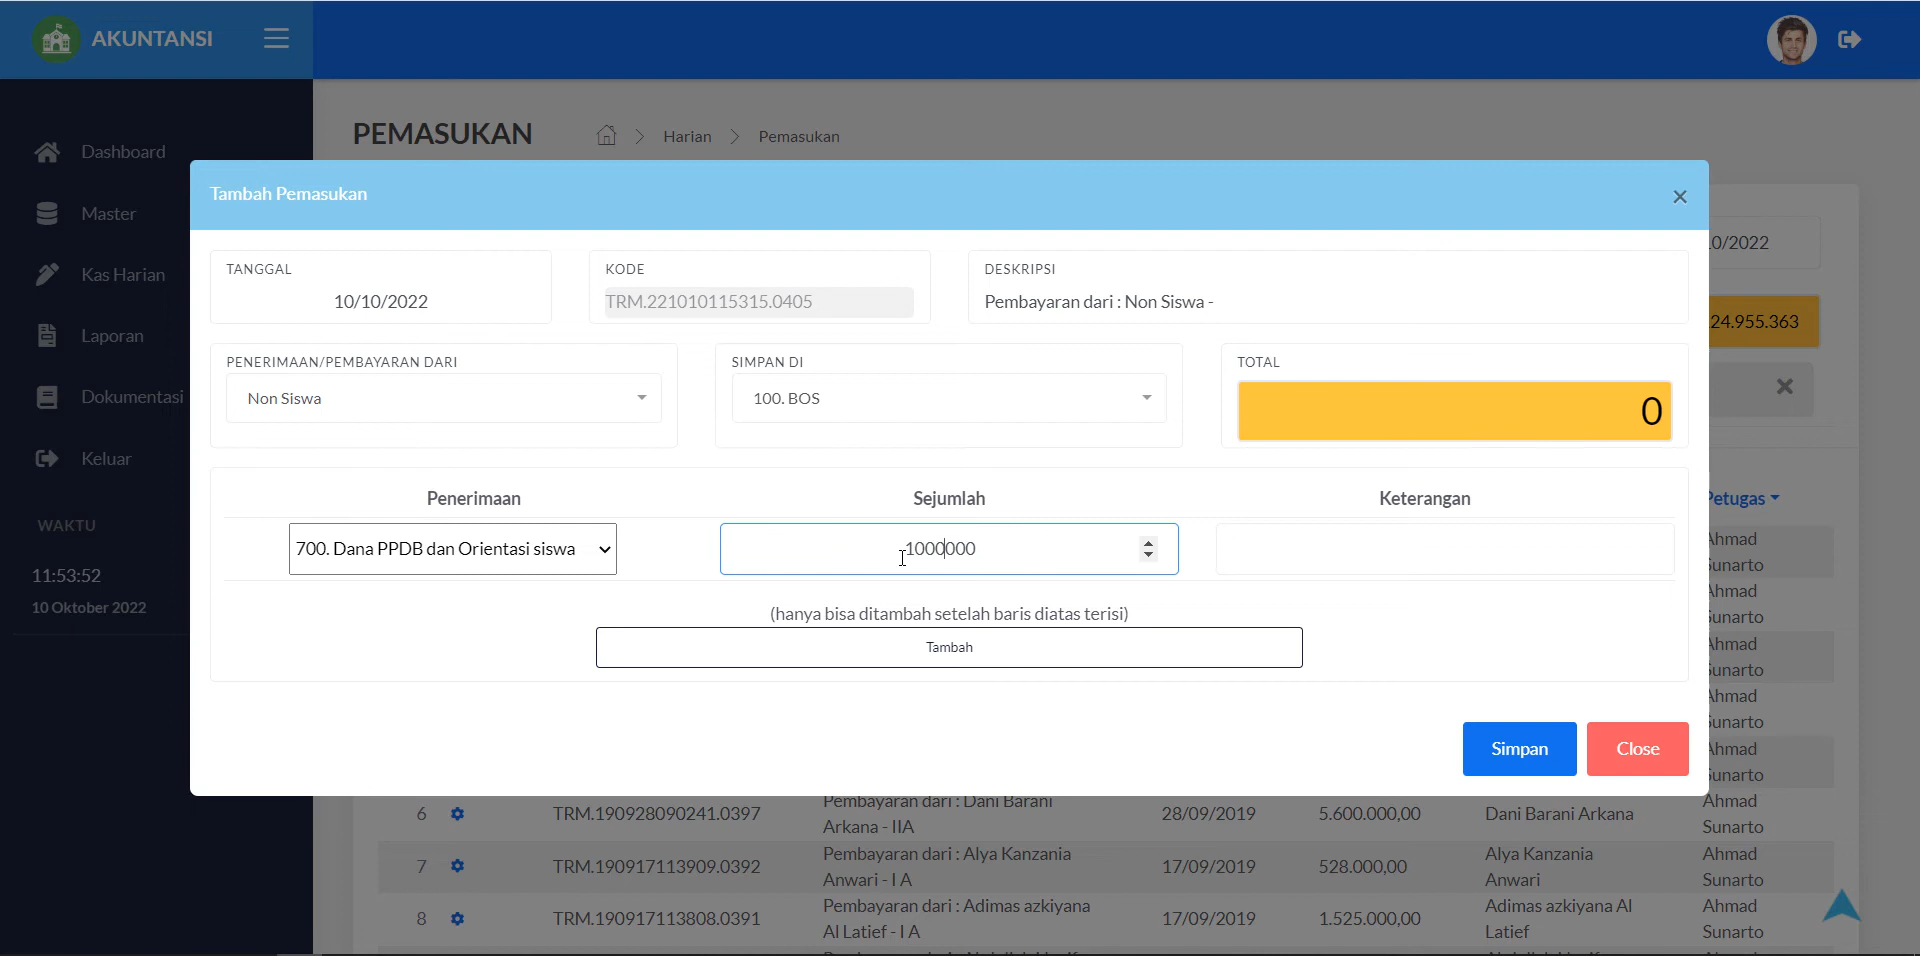 AKUNTANSI
PEMASUKAN
Harian
Pemasukan
Dashboard
Master
Kas Harian
Laporan
Dokumentasi
Keluar
WAKTU
11:53:52
10 Oktober 2022
Tambah Pemasukan
×
TANGGAL
10/10/2022
KODE
TRM.221010115315.0405
DESKRIPSI
Pembayaran dari : Non Siswa -
0/2022
PENERIMAAN/PEMBAYARAN DARI
Non Siswa
SIMPAN DI
100. BOS
TOTAL
0
24.955.363
Penerimaan
Sejumlah
Keterangan
Petugas
700. Dana PPDB dan Orientasi siswa
1000000
(hanya bisa ditambah setelah baris diatas terisi)
Tambah
Simpan
Close
Ahmad
Sunarto
Ahmad
Sunarto
Ahmad
Sunarto
Ahmad
Sunarto
Ahmad
Sunarto
6 TRM.190928090241.0397 Pembayaran dari : Dani Barani 28/09/2019 5.600.000,00 Dani Barani Arkana Ahmad
Arkana - IIA Sunarto
7 TRM.190917113909.0392 Pembayaran dari : Alya Kanzania 17/09/2019 528.000,00 Alya Kanzania Ahmad
Anwari - I A Anwari Sunarto
8 TRM.190917113808.0391 Pembayaran dari : Adimas azkiyana 17/09/2019 1.525.000,00 Adimas azkiyana Al Ahmad
Al Latief - I A Latief Sunarto